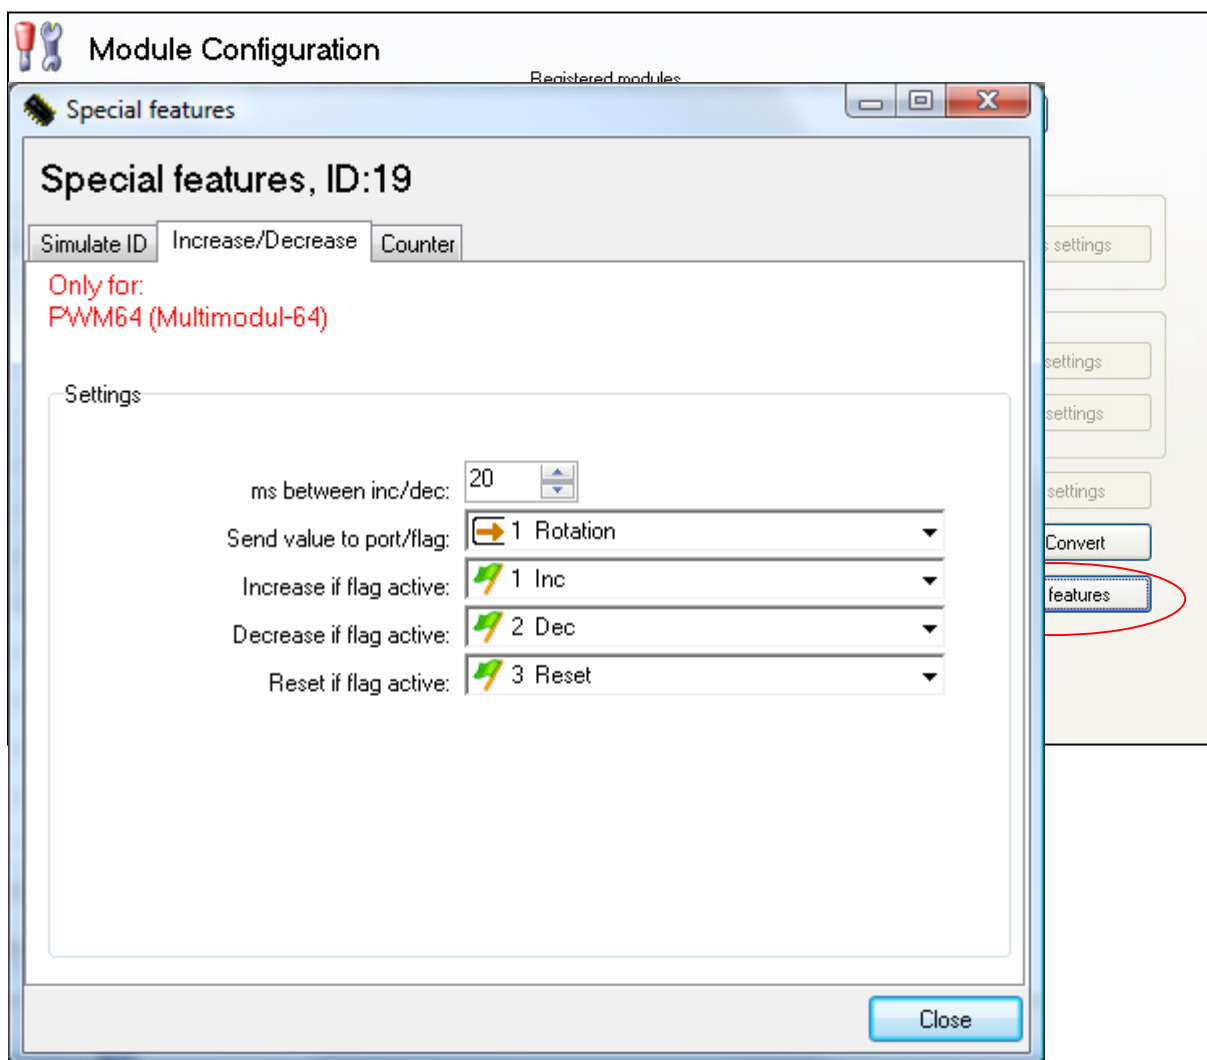 Module Configuration
Registered modules
Special features
Special features, ID:19
Simulate ID
Increase/Decrease
Counter
Only for:
PWM64 (Multimodul-64)
Settings
ms between inc/dec: 20
Send value to port/flag: 1 Rotation
Increase if flag active: 1 Inc
Decrease if flag active: 2 Dec
Reset if flag active: 3 Reset
Close
settings
settings
settings
settings
Convert
features